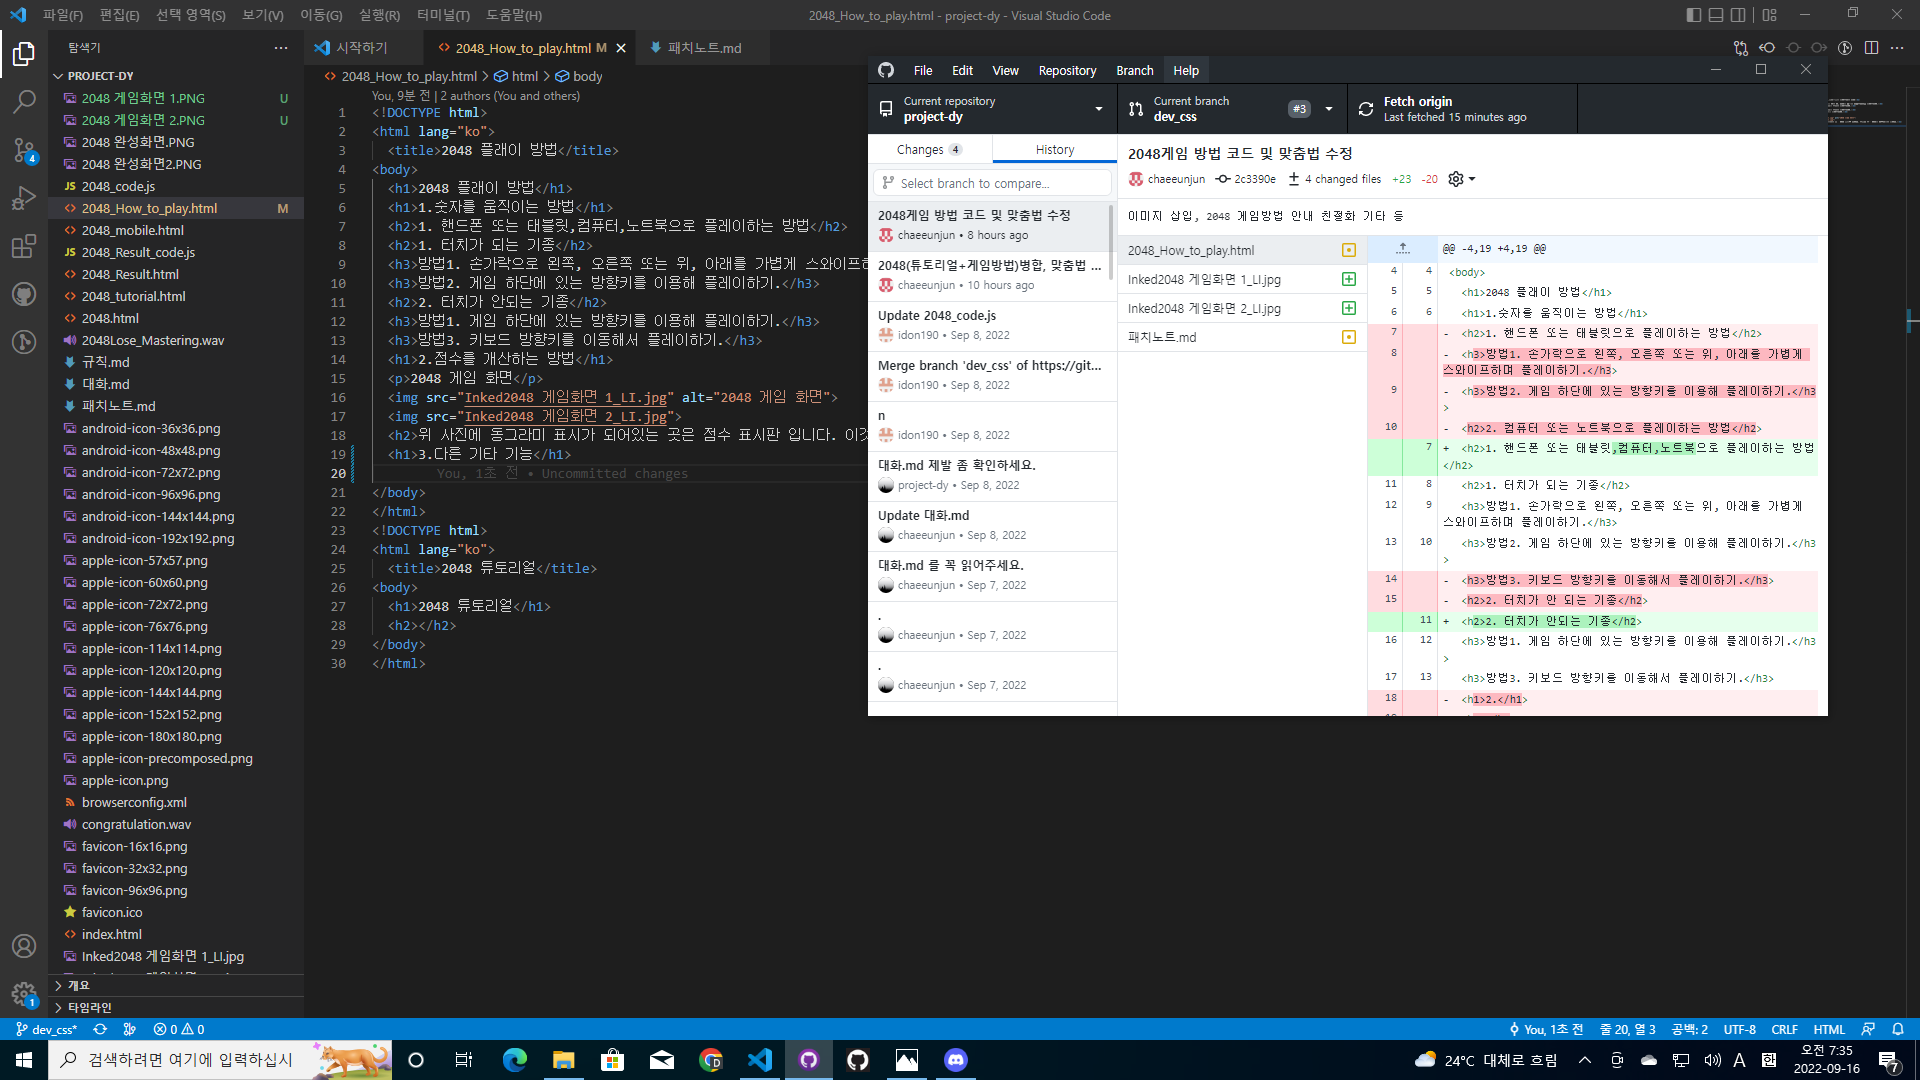 파일(F) 편집(E) 선택 영역(S) 보기(V) 이동(G) 실행(R) 터미널(T) 도움말(H)
2048_How_to_play.html - project-dy - Visual Studio Code
탐색기
PROJECT-DY
2048 게임화면 1.PNG U
2048 게임화면 2.PNG U
2048 완성화면.PNG
2048 완성화면2.PNG
2048_code.js
2048_How_to_play.html M
2048_mobile.html
2048_Result_code.js
2048_Result.html
2048_tutorial.html
2048.html
2048Lose_Mastering.wav
규칙.md
대화.md
패치노트.md
android-icon-36x36.png
android-icon-48x48.png
android-icon-72x72.png
android-icon-96x96.png
android-icon-144x144.png
android-icon-192x192.png
apple-icon-57x57.png
apple-icon-60x60.png
apple-icon-72x72.png
apple-icon-76x76.png
apple-icon-114x114.png
apple-icon-120x120.png
apple-icon-144x144.png
apple-icon-152x152.png
apple-icon-180x180.png
apple-icon-precomposed.png
apple-icon.png
browserconfig.xml
congratulation.wav
favicon-16x16.png
favicon-32x32.png
favicon-96x96.png
favicon.ico
index.html
Inked2048 게임화면 1_LI.jpg
개요
타임라인
4
1
시작하기
2048_How_to_play.html M
패치노트.md
2048_How_to_play.html > html > body
You, 9분 전 | 2 authors (You and others)
1 <!DOCTYPE html>
2 <html lang="ko">
3 <title>2048 플래이 방법</title>
4 <body>
5 <h1>2048 플래이 방법</h1>
6 <h1>1.숫자을 움직이는 방법</h1>
7 <h2>1. 핸드폰 또는 태블릿,컴퓨터,노트북으로 플레이하는 방법</h2>
8 <h2>1. 터치가 되는 기종</h2>
9 <h3>방법1. 손가락으로 왼쪽, 오른쪽 또는 위, 아래를 가볍게 스와이프하
10 <h3>방법2. 게임 하단에 있는 방향키를 이용해 플레이하기.</h3>
11 <h2>2. 터치가 안되는 기종</h2>
12 <h3>방법1. 게임 하단에 있는 방향키를 이용해 플레이하기.</h3>
13 <h3>방법3. 키보드 방향키를 이동해서 플레이하기.</h3>
14 <h1>2.점수를 개산하는 방법</h1>
15 <p>2048 게임 화면</p>
16 <img src="Inked2048 게임화면 1_LI.jpg" alt="2048 게임 화면">
17 <img src="Inked2048 게임화면 2_LI.jpg">
18 <h2>위 사진에 동그라미 표시가 되어있는 곳은 점수 표시판 입니다. 이것
19 <h1>3.다른 기타 기능</h1>
20 You, 1초 전 • Uncommitted changes
21 </body>
22 </html>
23 <!DOCTYPE html>
24 <html lang="ko">
25 <title>2048 튜토리얼</title>
26 <body>
27 <h1>2048 튜토리얼</h1>
28 <h2></h2>
29 </body>
30 </html>
File Edit View Repository Branch Help
Current repository
project-dy
Current branch
dev_css
#3
Fetch origin
Last fetched 15 minutes ago
Changes 4
History
Select branch to compare...
2048게임 방법 코드 및 맞춤법 수정
chaeeunjun • 8 hours ago
2048(튜토리얼+게임방법)병합, 맞춤법 ...
chaeeunjun • 10 hours ago
Update 2048_code.js
idon190 • Sep 8, 2022
Merge branch 'dev_css' of https://git...
idon190 • Sep 8, 2022
n
idon190 • Sep 8, 2022
대화.md 제발 좀 확인하세요.
project-dy • Sep 8, 2022
Update 대화.md
chaeeunjun • Sep 8, 2022
대화.md 를 꼭 읽어주세요.
chaeeunjun • Sep 7, 2022
.
chaeeunjun • Sep 7, 2022
.
chaeeunjun • Sep 7, 2022
2048게임 방법 코드 및 맞춤법 수정
chaeeunjun 2c3390e 4 changed files +23 -20
이미지 삽입, 2048 게임방법 안내 친절화 기타 등
2048_How_to_play.html
Inked2048 게임화면 1_LI.jpg
Inked2048 게임화면 2_LI.jpg
패치노트.md
@@ -4,19 +4,19 @@
4 4 <body>
5 5 <h1>2048 플래이 방법</h1>
6 6 <h1>1.숫자을 움직이는 방법</h1>
7 - <h2>1. 핸드폰 또는 태블릿으로 플레이하는 방법</h2>
8 - <h3>방법1. 손가락으로 왼쪽, 오른쪽 또는 위, 아래를 가볍게
스와이프하며 플레이하기.</h3>
9 - <h3>방법2. 게임 하단에 있는 방향키를 이용해 플레이하기.</h3
>
10 - <h2>2. 컴퓨터 또는 노트북으로 플레이하는 방법</h2>
7 + <h2>1. 핸드폰 또는 태블릿,컴퓨터,노트북으로 플레이하는 방법
</h2>
11 8 <h2>1. 터치가 되는 기종</h2>
12 9 <h3>방법1. 손가락으로 왼쪽, 오른쪽 또는 위, 아래를 가볍게
스와이프하며 플레이하기.</h3>
13 10 <h3>방법2. 게임 하단에 있는 방향키를 이용해 플레이하기.</h3
>
14 - <h3>방법3. 키보드 방향키를 이동해서 플레이하기.</h3>
15 - <h2>2. 터치가 안 되는 기종</h2>
11 + <h2>2. 터치가 안되는 기종</h2>
16 12 <h3>방법1. 게임 하단에 있는 방향키를 이용해 플레이하기.</h3
>
17 13 <h3>방법3. 키보드 방향키를 이동해서 플레이하기.</h3>
18 - <h1>2.</h1>
dev_css* 0 0
You, 1초 전 줄 20, 열 3 공백: 2 UTF-8 CRLF HTML
검색하려면 여기에 입력하십시
24°C 대체로 흐림
A 한
오전 7:35
2022-09-16
7